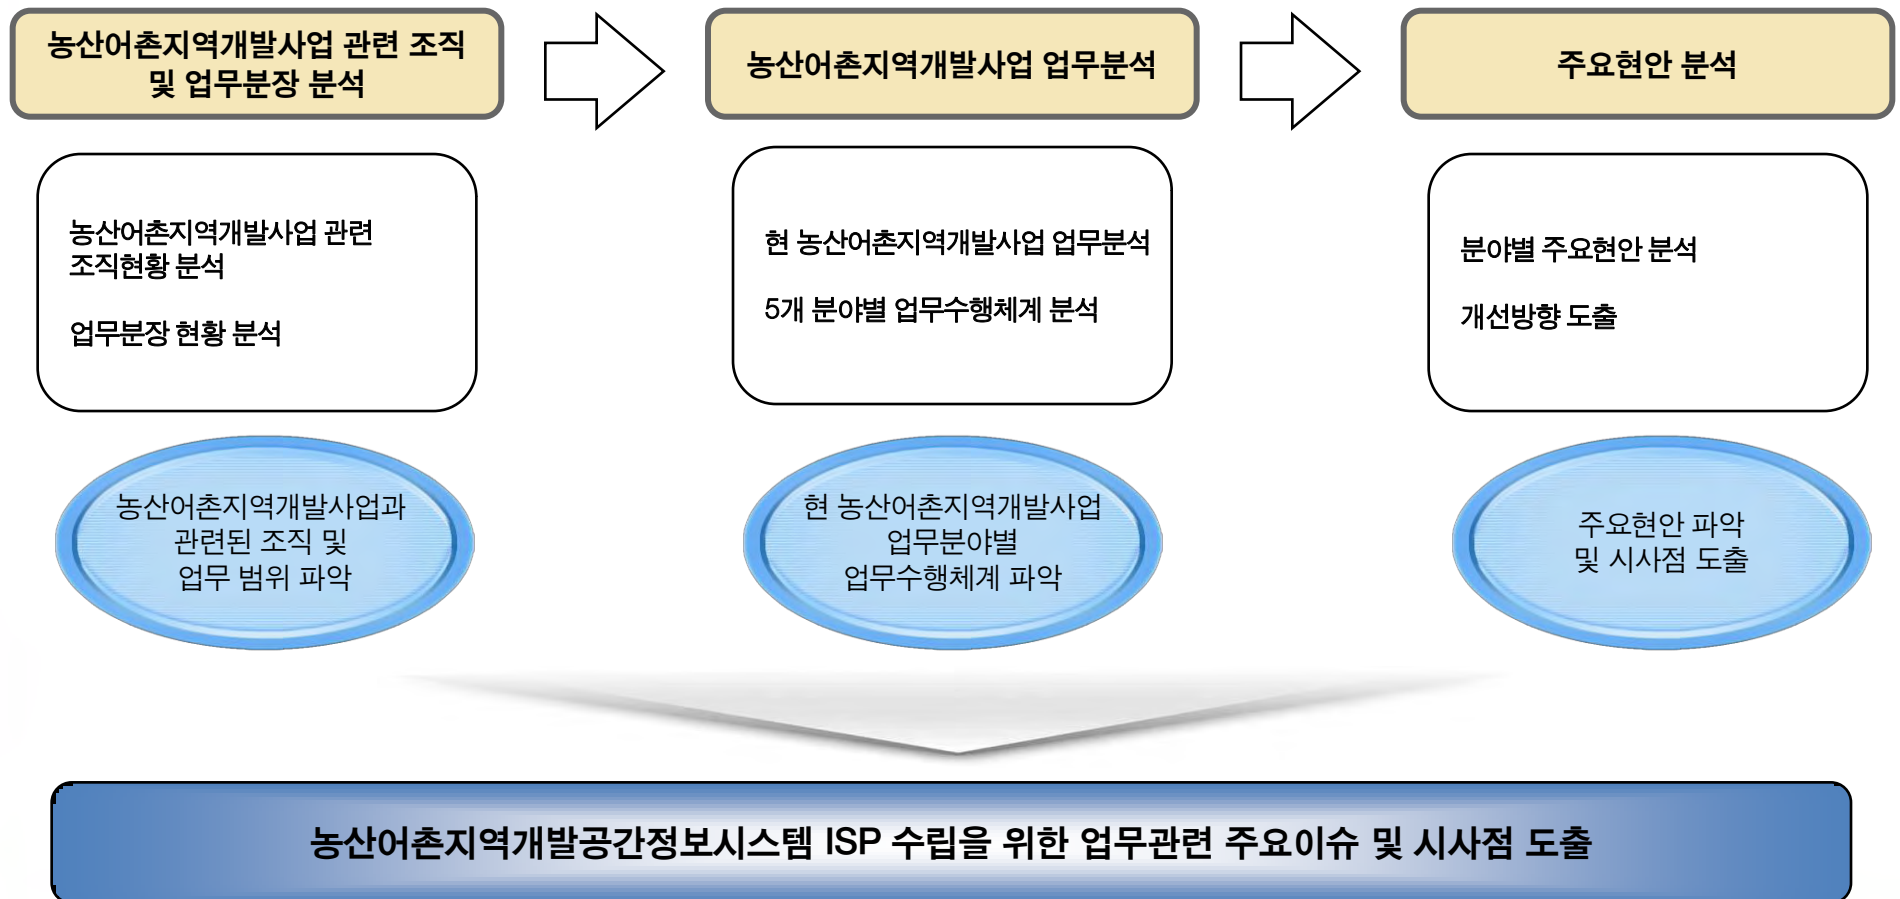 농산어촌지역개발사업 관련 조직
및 업무분장 분석
농산어촌지역개발사업 업무분석
주요현안 분석
농산어촌지역개발사업 관련
조직현황 분석
업무분장 현황 분석
현 농산어촌지역개발사업 업무분석
5개 분야별 업무수행체계 분석
분야별 주요현안 분석
개선방향 도출
농산어촌지역개발사업과
관련된 조직 및
업무 범위 파악
현 농산어촌지역개발사업
업무분야별
업무수행체계 파악
주요현안 파악
및 시사점 도출
농산어촌지역개발공간정보시스템 ISP 수립을 위한 업무관련 주요이슈 및 시사점 도출